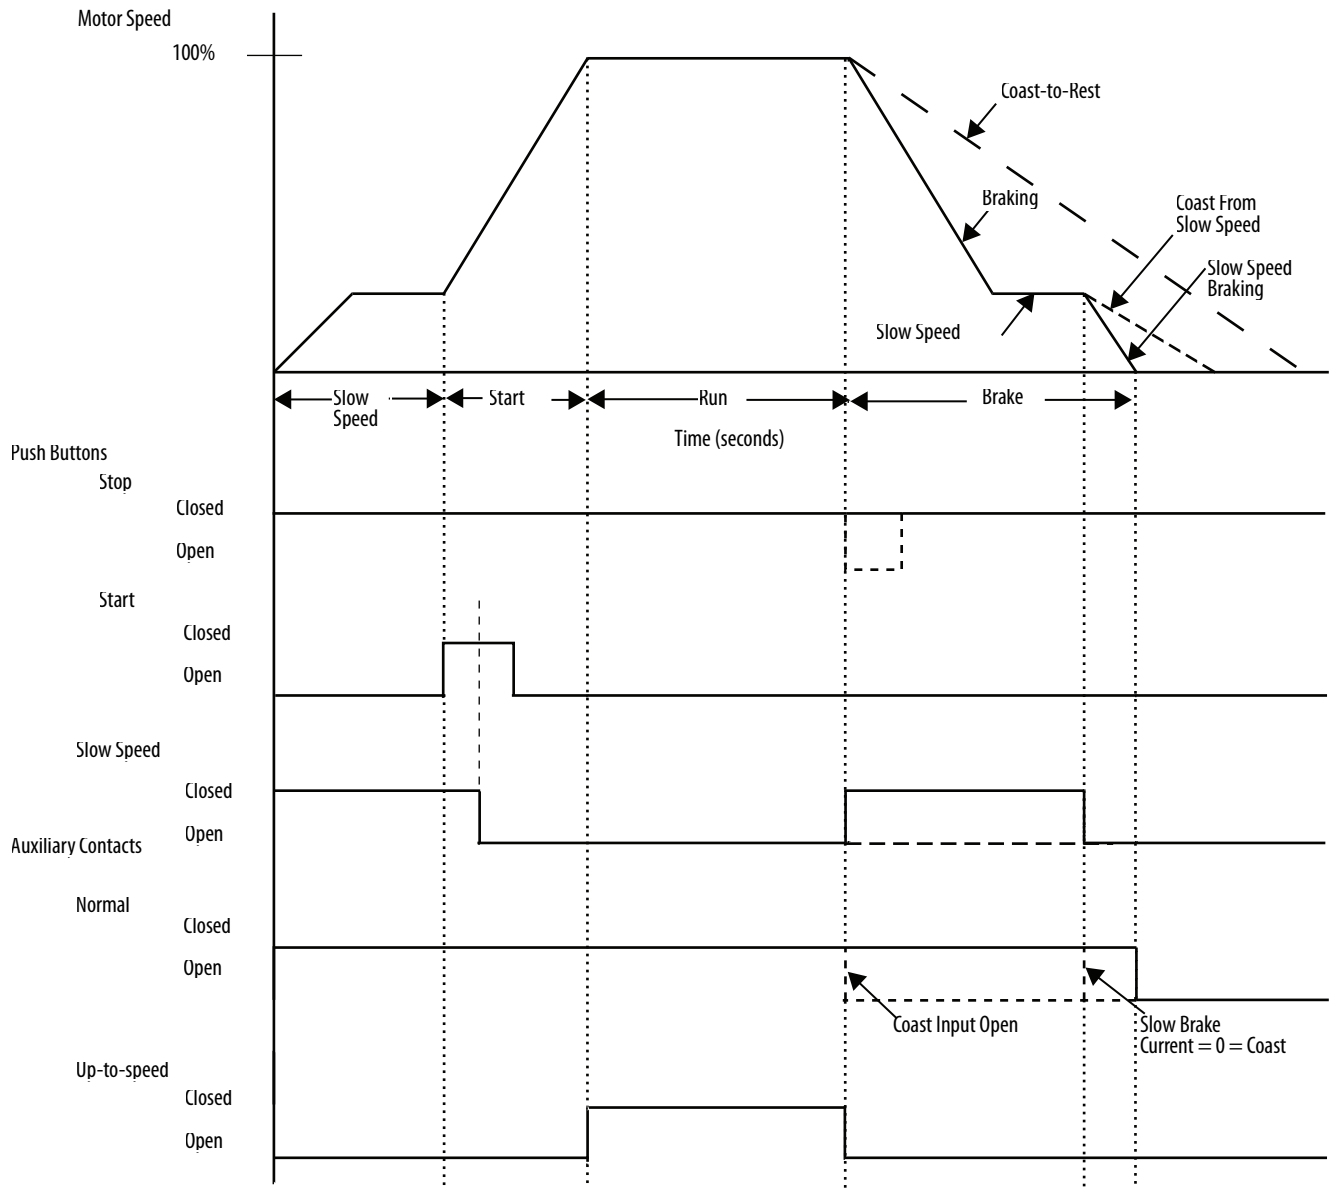 Motor Speed
100%
Coast-to-Rest
Braking
Coast From
Slow Speed
Slow Speed
Braking
Slow Speed
Slow
Speed
Start
Run
Brake
Time (seconds)
Push Buttons
Stop
Closed
Open
Start
Closed
Open
Slow Speed
Closed
Open
Auxiliary Contacts
Normal
Closed
Open
Coast Input Open
Slow Brake
Current = 0 = Coast
Up-to-speed
Closed
Open